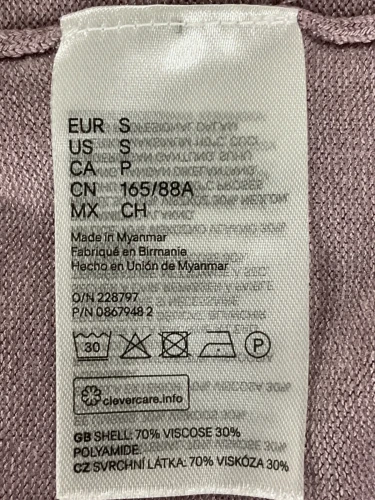 EUR S
US S
CA P
CN 165/88A
MX CH
Made in Myanmar
Fabriqué en Birmanie
Hecho en Unión de Myanmar
O/N 228797
P/N 0867948 2
30
P
clevercare.info
GB SHELL: 70% VISCOSE 30%
POLYAMIDE.
CZ SVRCHNÍ LÁTKA: 70% VISKÓZA 30%